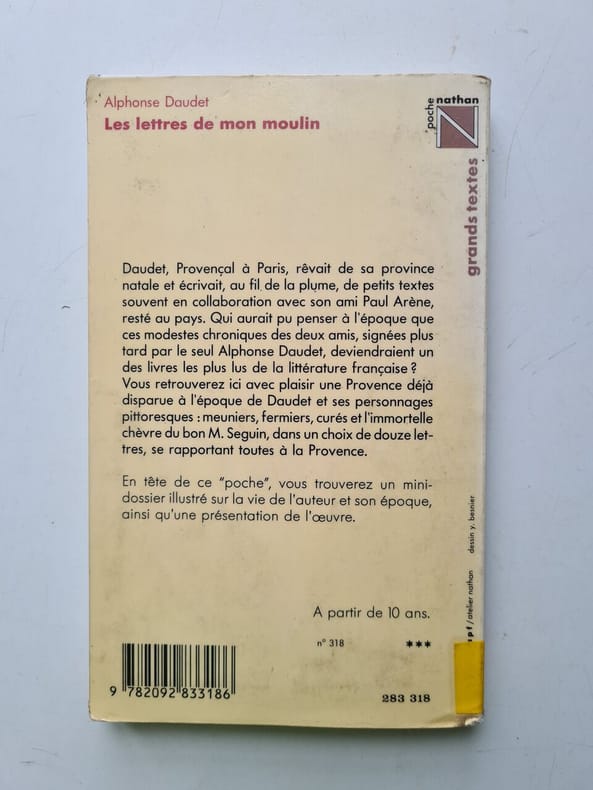 Alphonse Daudet
Les lettres de mon moulin
poche
nathan
grands textes
Daudet, Provençal à Paris, rêvait de sa province
natale et écrivait, au fil de la plume, de petits textes
souvent en collaboration avec son ami Paul Arène,
resté au pays. Qui aurait pu penser à l'époque que
ces modestes chroniques des deux amis, signées plus
tard par le seul Alphonse Daudet, deviendraient un
des livres les plus lus de la littérature française ?
Vous retrouverez ici avec plaisir une Provence déjà
disparue à l'époque de Daudet et ses personnages
pittoresques : meuniers, fermiers, curés et l'immortelle
chèvre du bon M. Seguin, dans un choix de douze let-
tres, se rapportant toutes à la Provence.
En tête de ce "poche", vous trouverez un mini-
dossier illustré sur la vie de l'auteur et son époque,
ainsi qu'une présentation de l'œuvre.
A partir de 10 ans.
n° 318 ***
9 782092 833186
283 318
/atelier nathan dessin y. besnier